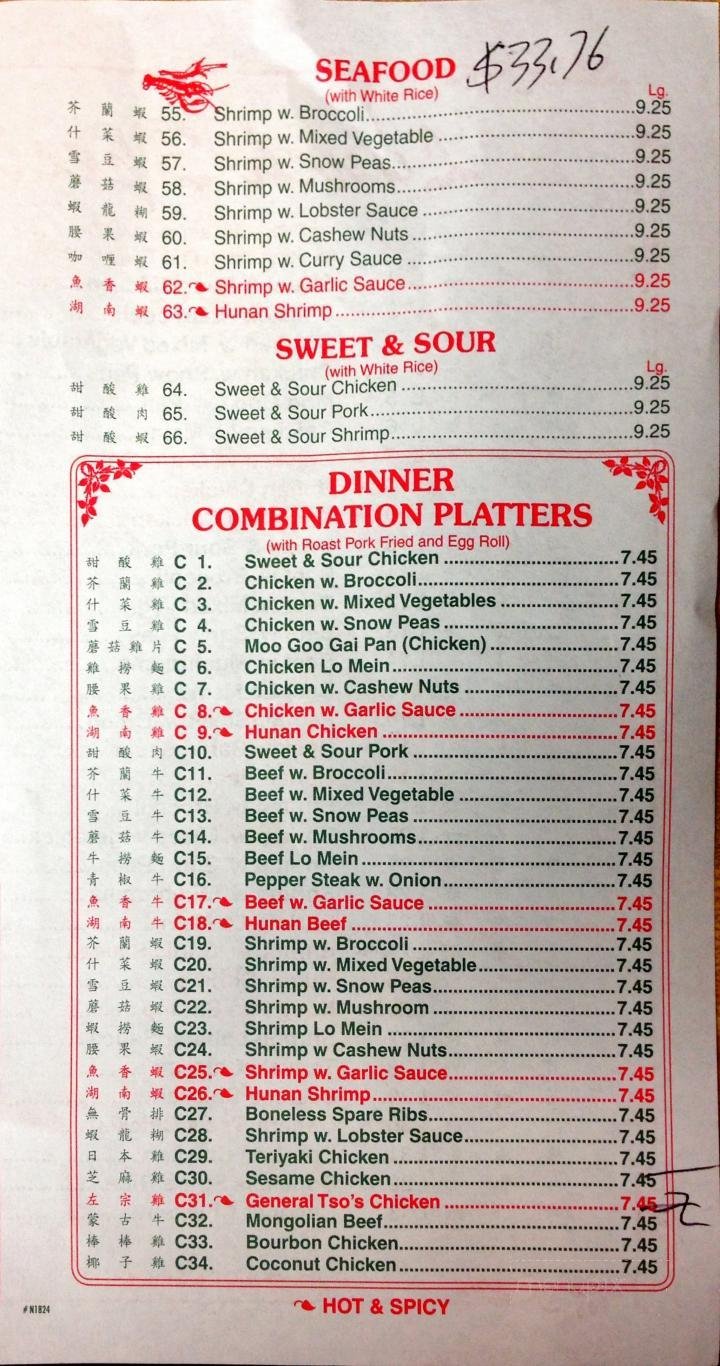 SEAFOOD $33.76
(with White Rice) Lg.
芥 蘭 蝦 55. Shrimp w. Broccoli 9.25
什 菜 蝦 56. Shrimp w. Mixed Vegetable 9.25
雪 豆 蝦 57. Shrimp w. Snow Peas 9.25
蘑 菇 蝦 58. Shrimp w. Mushrooms 9.25
蝦 龍 糊 59. Shrimp w. Lobster Sauce 9.25
腰 果 蝦 60. Shrimp w. Cashew Nuts 9.25
咖 喱 蝦 61. Shrimp w. Curry Sauce 9.25
魚 香 蝦 62. Shrimp w. Garlic Sauce 9.25
湖 南 蝦 63. Hunan Shrimp 9.25
SWEET & SOUR
(with White Rice) Lg.
甜 酸 雞 64. Sweet & Sour Chicken 9.25
甜 酸 肉 65. Sweet & Sour Pork 9.25
甜 酸 蝦 66. Sweet & Sour Shrimp 9.25
DINNER
COMBINATION PLATTERS
(with Roast Pork Fried and Egg Roll)
甜 酸 雞 C 1. Sweet & Sour Chicken 7.45
芥 蘭 雞 C 2. Chicken w. Broccoli 7.45
什 菜 雞 C 3. Chicken w. Mixed Vegetables 7.45
雪 豆 雞 C 4. Chicken w. Snow Peas 7.45
蘑 菇 雞 片 C 5. Moo Goo Gai Pan (Chicken) 7.45
雞 撈 麵 C 6. Chicken Lo Mein 7.45
腰 果 雞 C 7. Chicken w. Cashew Nuts 7.45
魚 香 雞 C 8. Chicken w. Garlic Sauce 7.45
湖 南 雞 C 9. Hunan Chicken 7.45
甜 酸 肉 C10. Sweet & Sour Pork 7.45
芥 蘭 牛 C11. Beef w. Broccoli 7.45
什 菜 牛 C12. Beef w. Mixed Vegetable 7.45
雪 豆 牛 C13. Beef w. Snow Peas 7.45
蘑 菇 牛 C14. Beef w. Mushrooms 7.45
牛 撈 麵 C15. Beef Lo Mein 7.45
青 椒 牛 C16. Pepper Steak w. Onion 7.45
魚 香 牛 C17. Beef w. Garlic Sauce 7.45
湖 南 牛 C18. Hunan Beef 7.45
芥 蘭 蝦 C19. Shrimp w. Broccoli 7.45
什 菜 蝦 C20. Shrimp w. Mixed Vegetable 7.45
雪 豆 蝦 C21. Shrimp w. Snow Peas 7.45
蘑 菇 蝦 C22. Shrimp w. Mushroom 7.45
蝦 撈 麵 C23. Shrimp Lo Mein 7.45
腰 果 蝦 C24. Shrimp w Cashew Nuts 7.45
魚 香 蝦 C25. Shrimp w. Garlic Sauce 7.45
湖 南 蝦 C26. Hunan Shrimp 7.45
無 骨 排 C27. Boneless Spare Ribs 7.45
蝦 龍 糊 C28. Shrimp w. Lobster Sauce 7.45
日 本 雞 C29. Teriyaki Chicken 7.45
芝 麻 雞 C30. Sesame Chicken 7.45
左 宗 雞 C31. General Tso's Chicken 7.45
蒙 古 牛 C32. Mongolian Beef 7.45
棒 棒 雞 C33. Bourbon Chicken 7.45
椰 子 雞 C34. Coconut Chicken 7.45
HOT & SPICY
# N1824